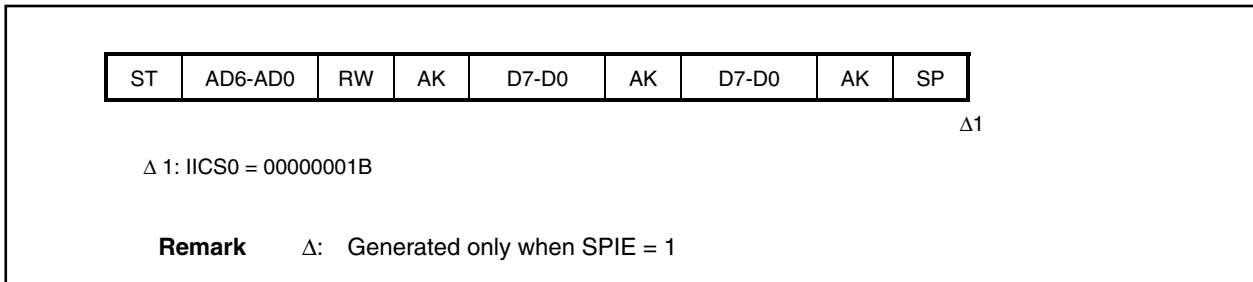 ST AD6-AD0 RW AK D7-D0 AK D7-D0 AK SP
Δ1
Δ 1: IICS0 = 00000001B
Remark Δ: Generated only when SPIE = 1